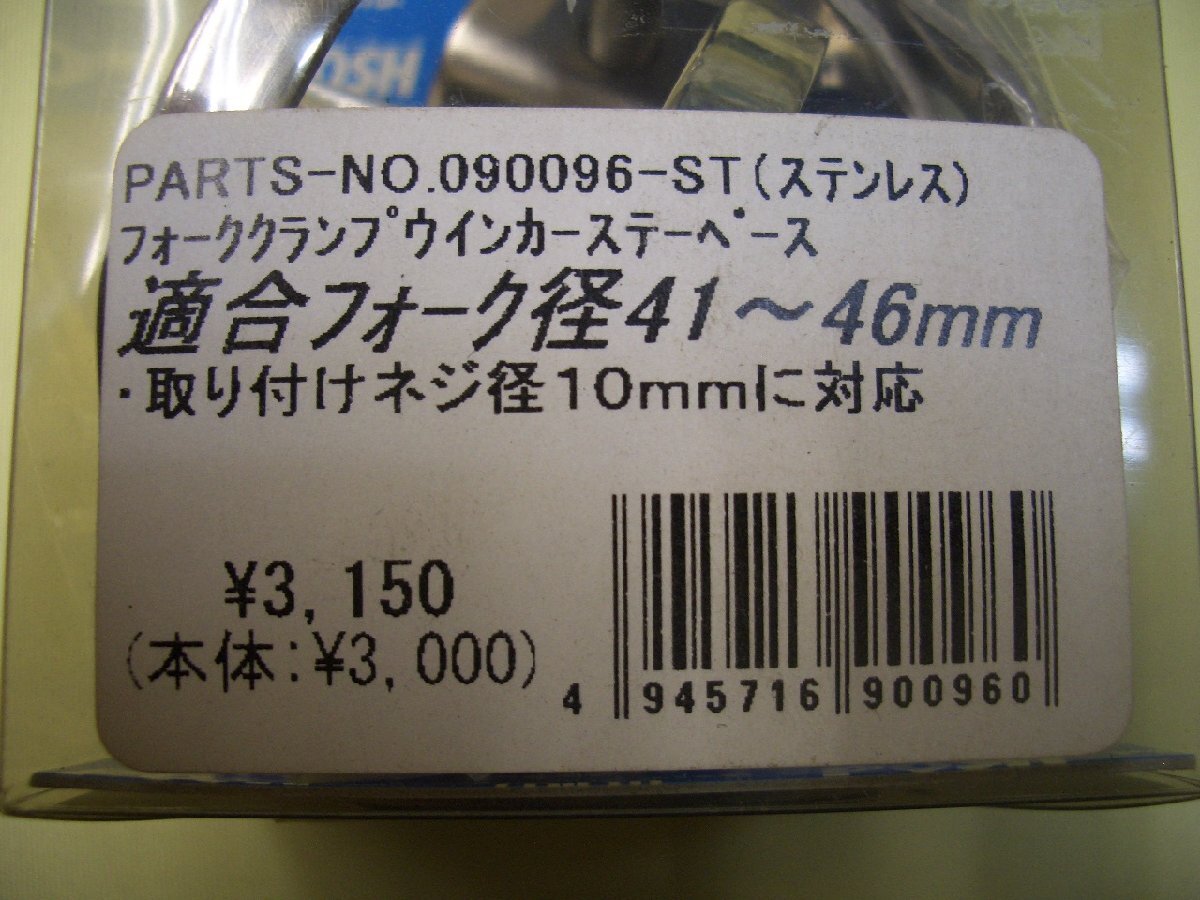 HSO
PARTS-NO.090096-ST(ステンレス)
フォーククランプウインカーステーベース
適合フォーク径41～46mm
・取り付けネジ径10mmに対応
¥3,150
(本体:¥3,000)
4 945716 900960